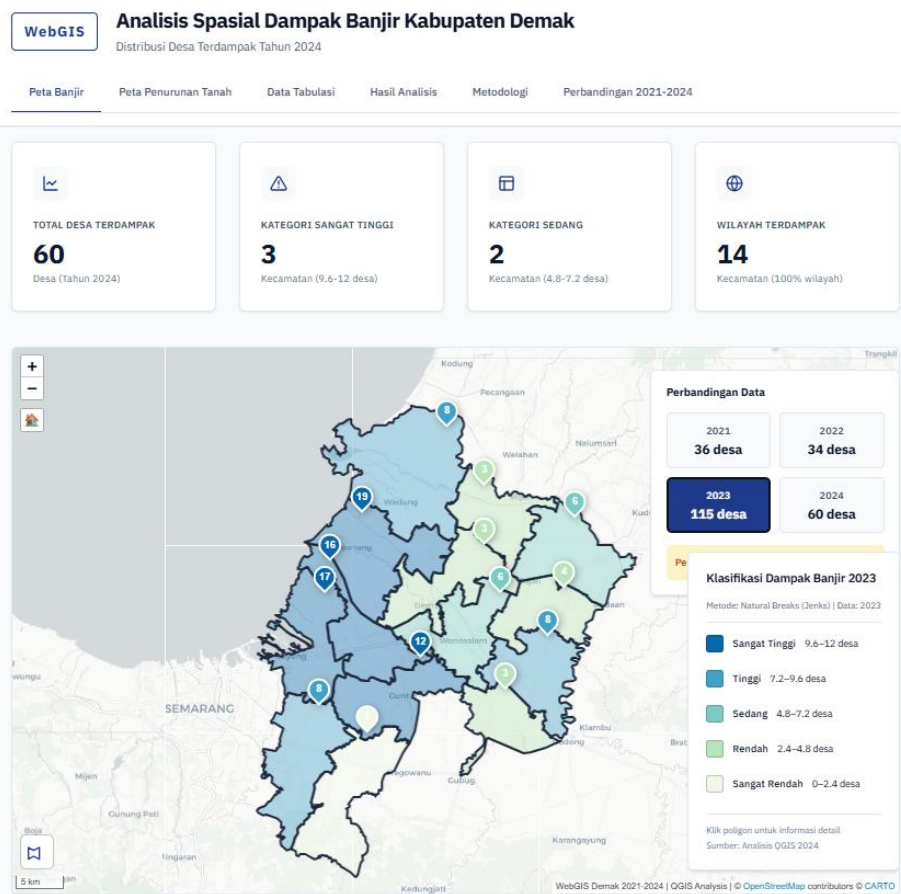 WebGIS
Analisis Spasial Dampak Banjir Kabupaten Demak
Distribusi Desa Terdampak Tahun 2024
Peta Banjir
Peta Penurunan Tanah
Data Tabulasi
Hasil Analisis
Metodologi
Perbandingan 2021-2024
TOTAL DESA TERDAMPAK
60
Desa (Tahun 2024)
KATEGORI SANGAT TINGGI
3
Kecamatan (9.6-12 desa)
KATEGORI SEDANG
2
Kecamatan (4.8-7.2 desa)
WILAYAH TERDAMPAK
14
Kecamatan (100% wilayah)
+
−
Kedung
Trangkil
Pecangaan
Nalumsari
Welahan
Wedung
8
3
19
6
3
16
17
6
4
8
12
Wonosalam
3
8
SEMARANG
Klambu
Gubug
Mijen
Gunung Pati
Karangayung
Boja
Ungaran
Kedungjati
5 km
Perbandingan Data
2021
36 desa
2022
34 desa
2023
115 desa
2024
60 desa
Pe
Klasifikasi Dampak Banjir 2023
Metode: Natural Breaks (Jenks) | Data: 2023
Sangat Tinggi 9.6–12 desa
Tinggi 7.2–9.6 desa
Sedang 4.8–7.2 desa
Rendah 2.4–4.8 desa
Sangat Rendah 0–2.4 desa
Klik poligon untuk informasi detail
Sumber: Analisis QGIS 2024
WebGIS Demak 2021-2024 | QGIS Analysis | © OpenStreetMap contributors © CARTO